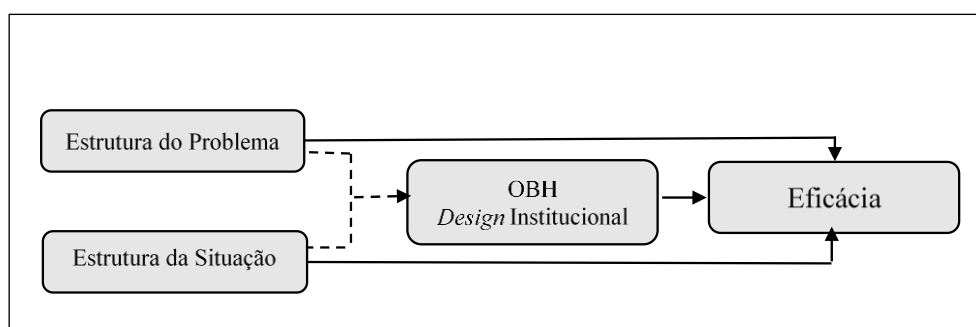 Estrutura do Problema
OBH
Design Institucional
Eficácia
Estrutura da Situação